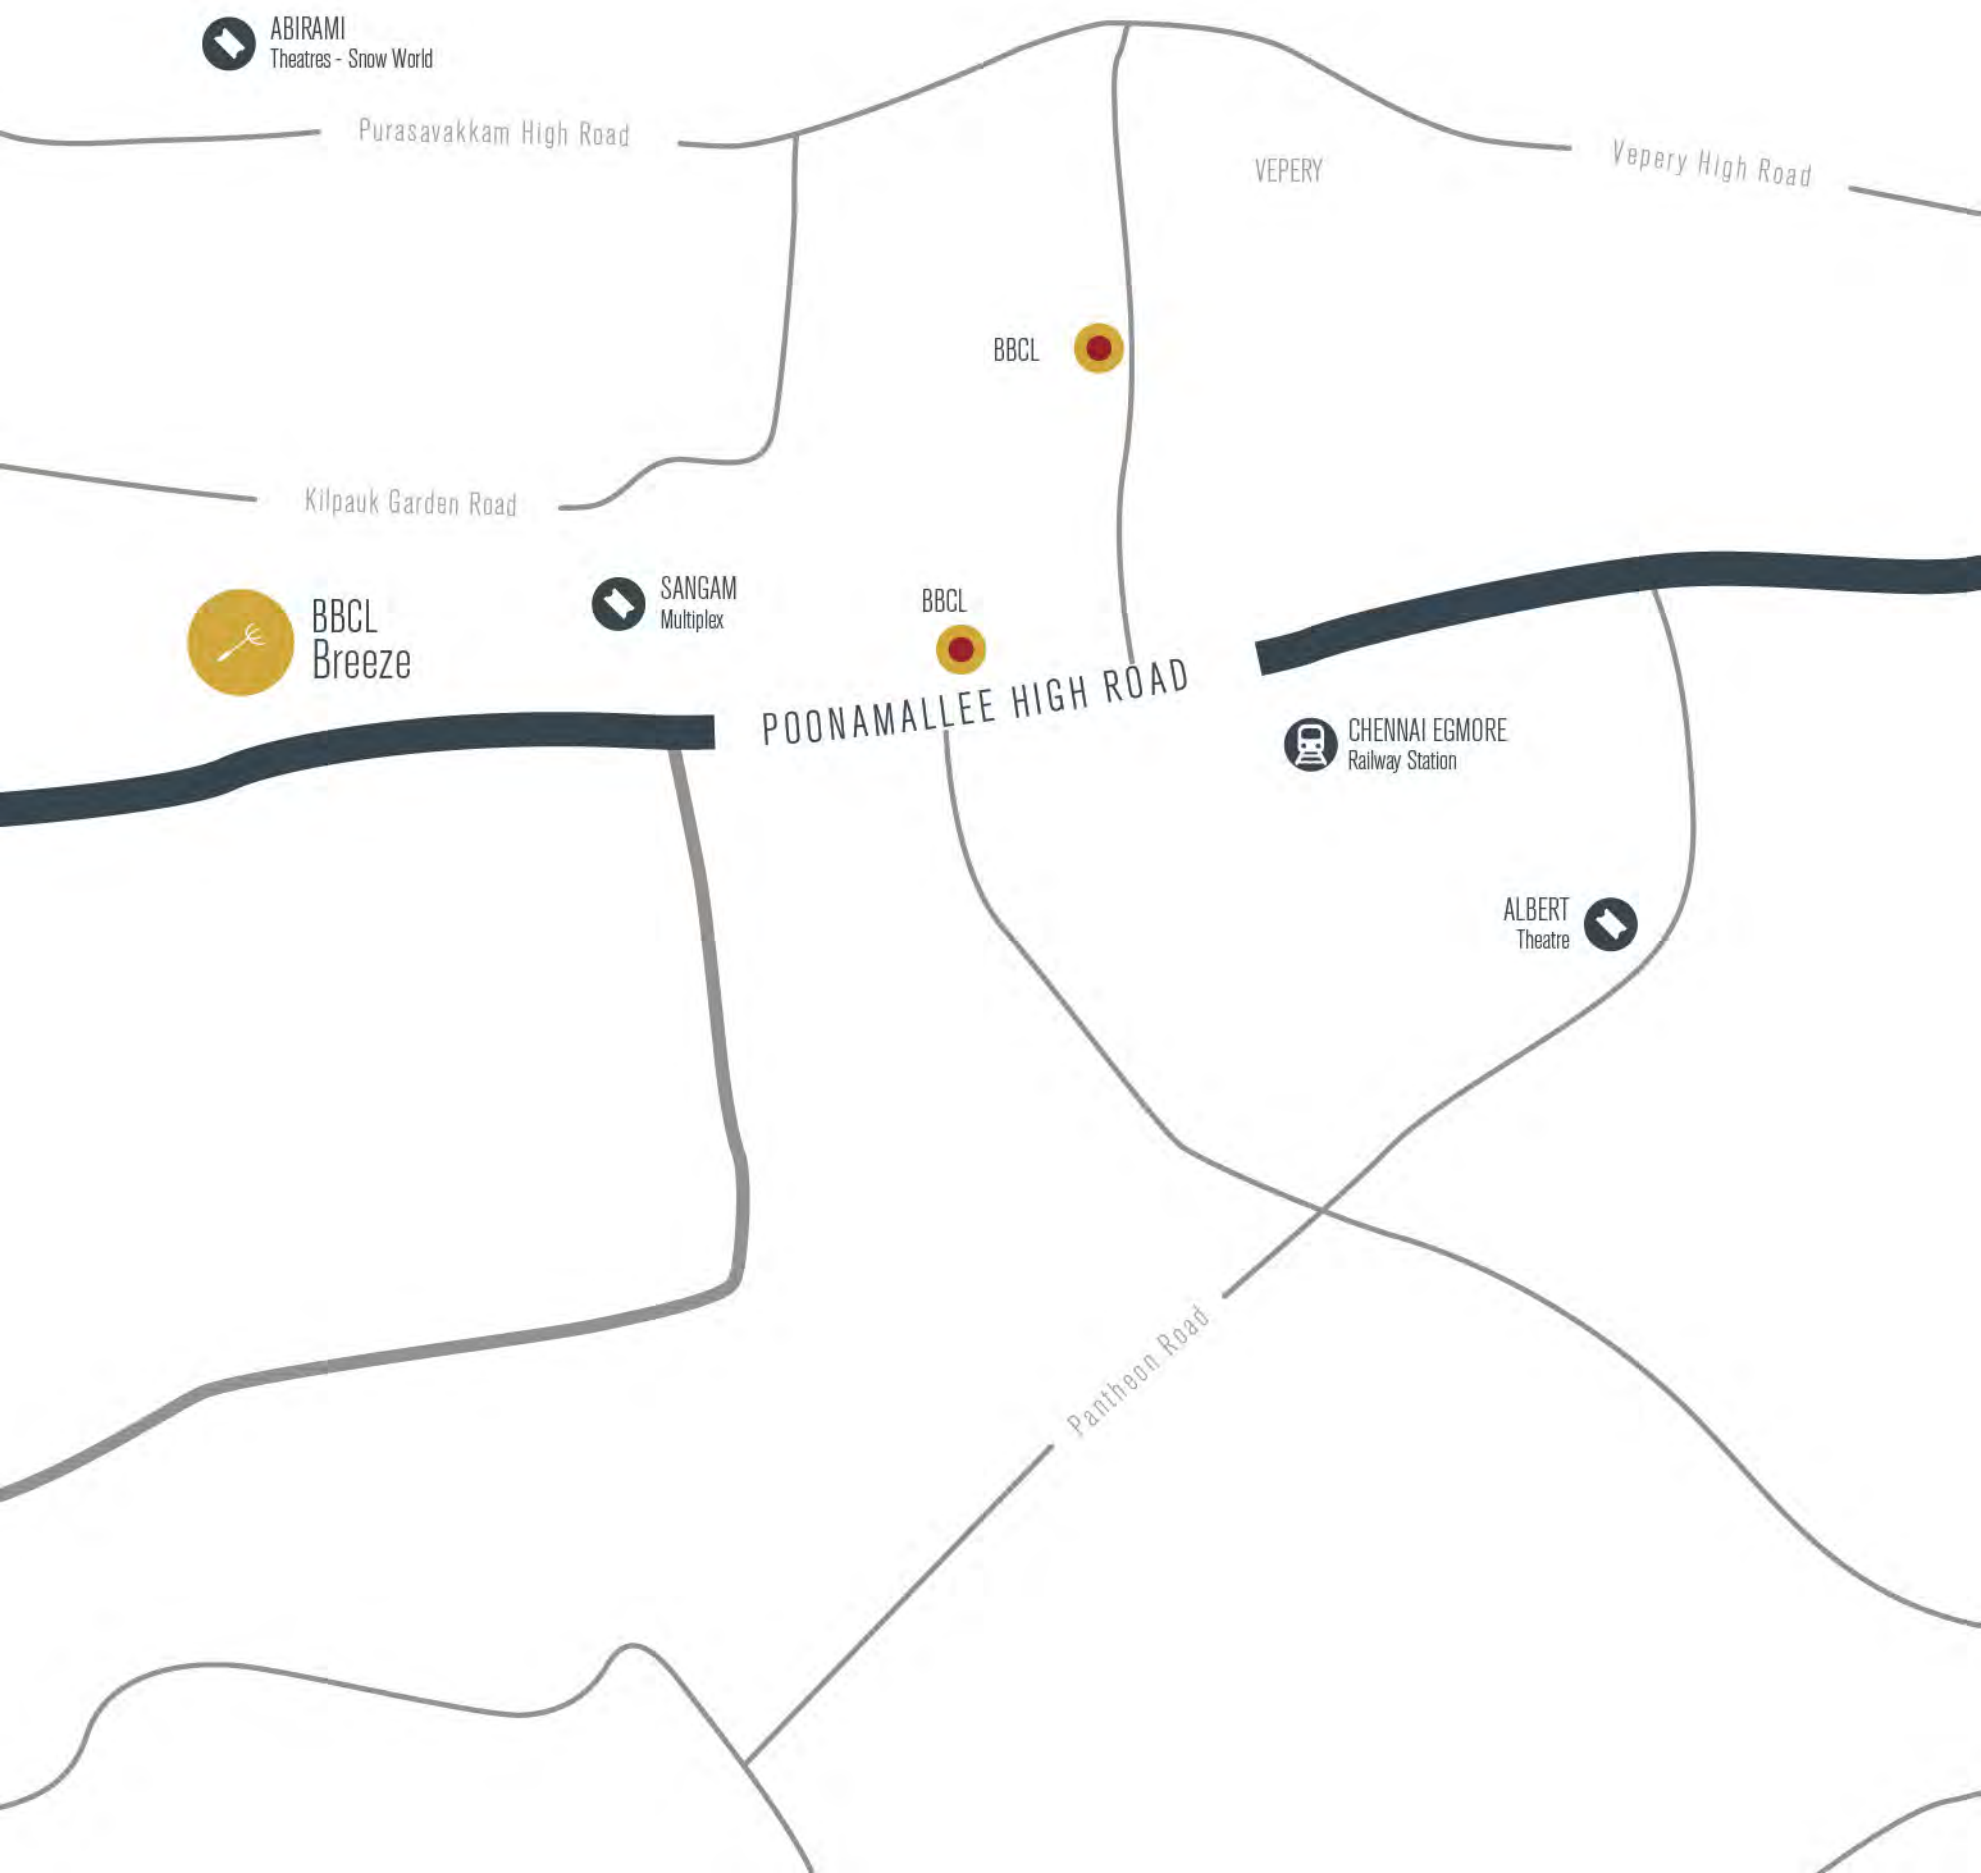 ABIRAMI
Theatres - Snow World
Purasavakkam High Road
Vepery High Road
VEPERY
BBCL
Kilpauk Garden Road
SANGAM
Multiplex
BBCL
BBCL
Breeze
POONAMALLEE HIGH ROAD
CHENNAI EGMORE
Railway Station
ALBERT
Theatre
Pantheon Road